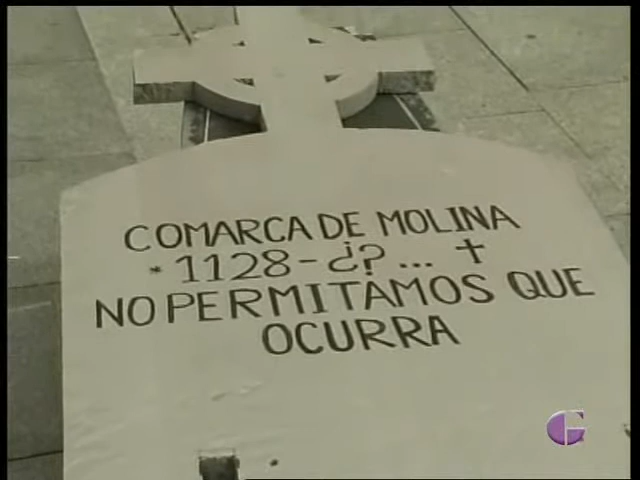 COMARCA DE MOLINA
* 1128 - ¿? ... †
NO PERMITAMOS QUE
OCURRA